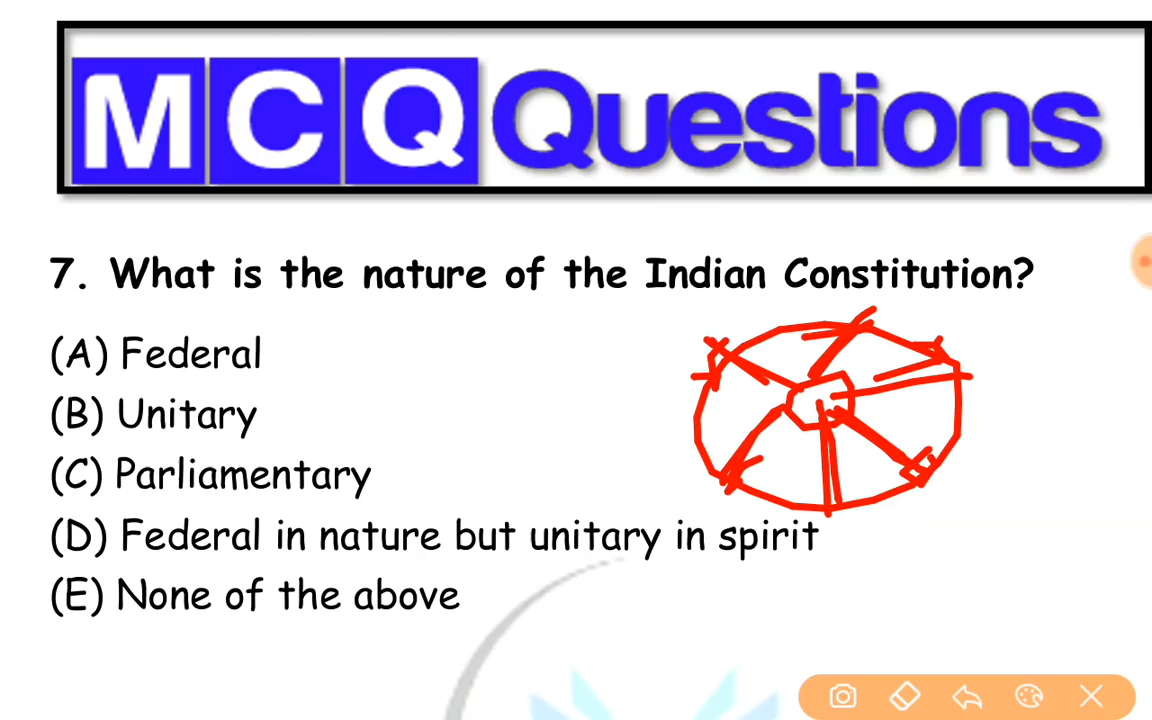 MCQ Questions
7. What is the nature of the Indian Constitution?
(A) Federal
(B) Unitary
(C) Parliamentary
(D) Federal in nature but unitary in spirit
(E) None of the above